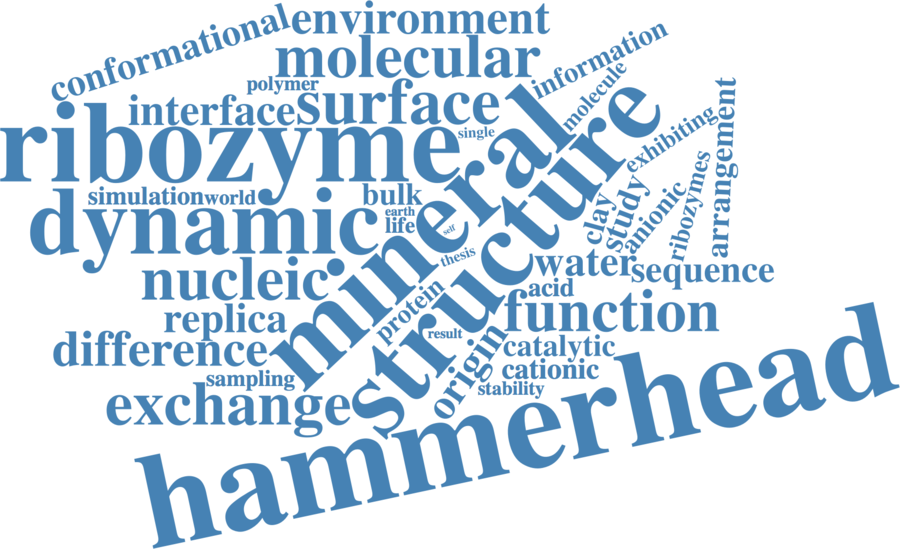 environment
conformational
molecular
information
polymer
molecule
interface
surface
mineral
structure
exhibiting
arrangement
ribozyme
single
simulation
world
bulk
earth
life
self
clay
study
anionic
ribozymes
dynamic
thesis
nucleic
water
sequence
acid
protein
replica
function
result
origin
difference
catalytic
sampling
cationic
stability
exchange
hammerhead